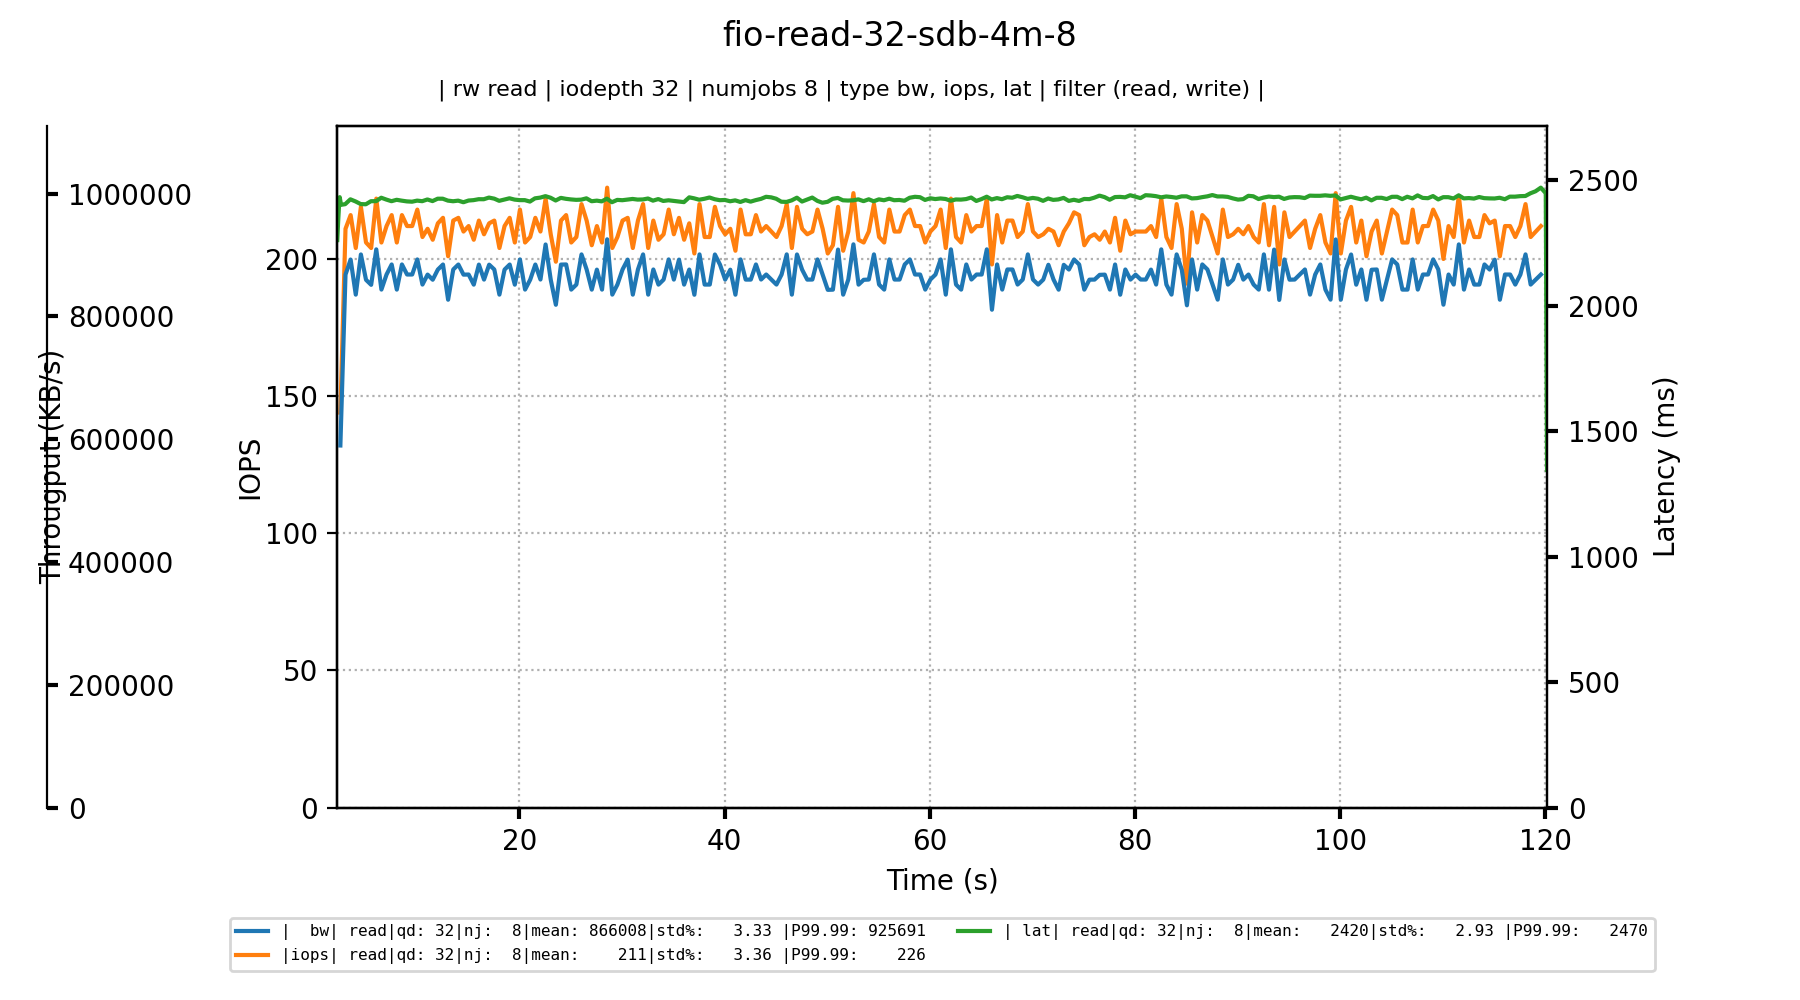 fio-read-32-sdb-4m-8
| rw read | iodepth 32 | numjobs 8 | type bw, iops, lat | filter (read, write) |
Througput (KB/s)
1000000
800000
600000
400000
200000
0
IOPS
200
150
100
50
0
2500
2000
1500
1000
500
0
Latency (ms)
20 40 60 80 100 120
Time (s)
|  bw| read|qd: 32|nj:  8|mean: 866008|std%:   3.33 |P99.99: 925691
|iops| read|qd: 32|nj:  8|mean:    211|std%:   3.36 |P99.99:    226
| lat| read|qd: 32|nj:  8|mean:   2420|std%:   2.93 |P99.99:   2470